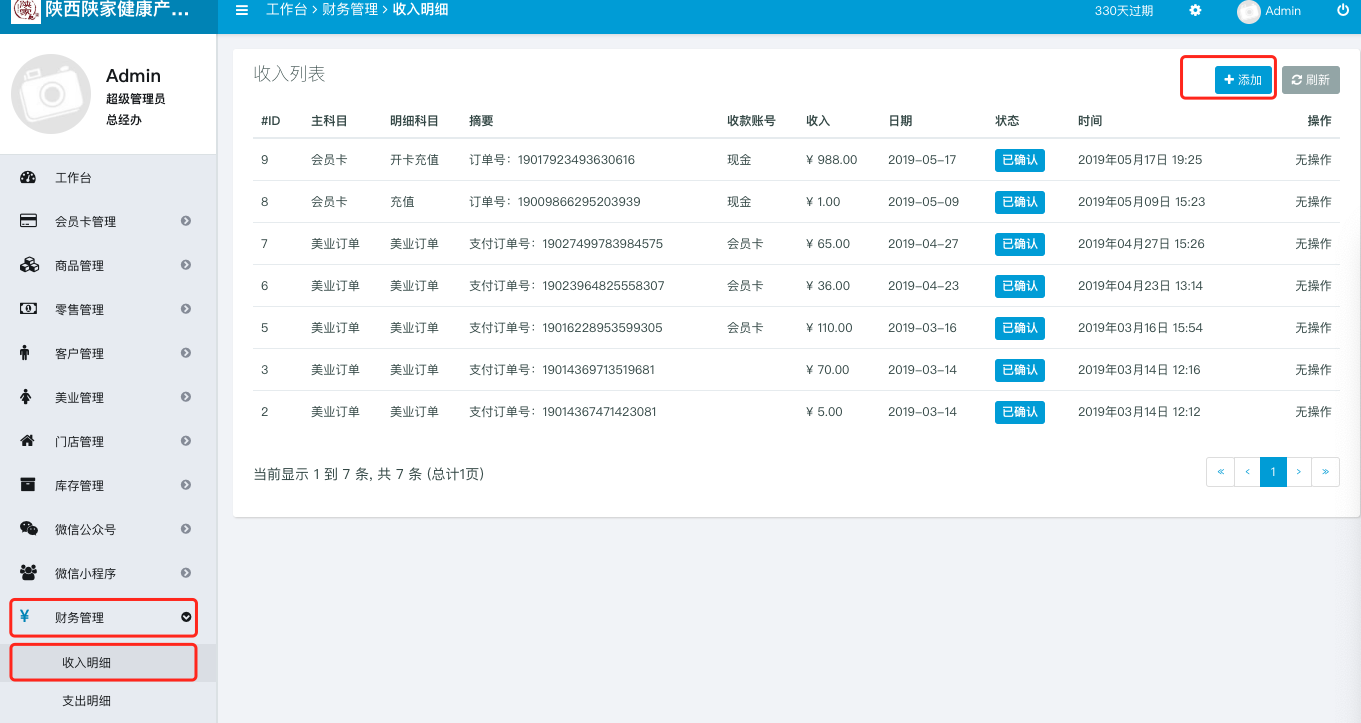 陕西陕家健康产...
工作台 > 财务管理 > 收入明细
330天过期
Admin
Admin
超级管理员
总经办
工作台
会员卡管理
商品管理
零售管理
客户管理
美业管理
门店管理
库存管理
微信公众号
微信小程序
¥ 财务管理
收入明细
支出明细
收入列表
+ 添加
刷新
#ID 主科目 明细科目 摘要 收款账号 收入 日期 状态 时间 操作
9 会员卡 开卡充值 订单号：19017923493630616 现金 ¥ 988.00 2019-05-17 已确认 2019年05月17日 19:25 无操作
8 会员卡 充值 订单号：19009866295203939 现金 ¥ 1.00 2019-05-09 已确认 2019年05月09日 15:23 无操作
7 美业订单 美业订单 支付订单号：19027499783984575 会员卡 ¥ 65.00 2019-04-27 已确认 2019年04月27日 15:26 无操作
6 美业订单 美业订单 支付订单号：19023964825558307 会员卡 ¥ 36.00 2019-04-23 已确认 2019年04月23日 13:14 无操作
5 美业订单 美业订单 支付订单号：19016228953599305 会员卡 ¥ 110.00 2019-03-16 已确认 2019年03月16日 15:54 无操作
3 美业订单 美业订单 支付订单号：19014369713519681 ¥ 70.00 2019-03-14 已确认 2019年03月14日 12:16 无操作
2 美业订单 美业订单 支付订单号：19014367471423081 ¥ 5.00 2019-03-14 已确认 2019年03月14日 12:12 无操作
当前显示 1 到 7 条, 共 7 条 (总计1页)
« ‹ 1 › »